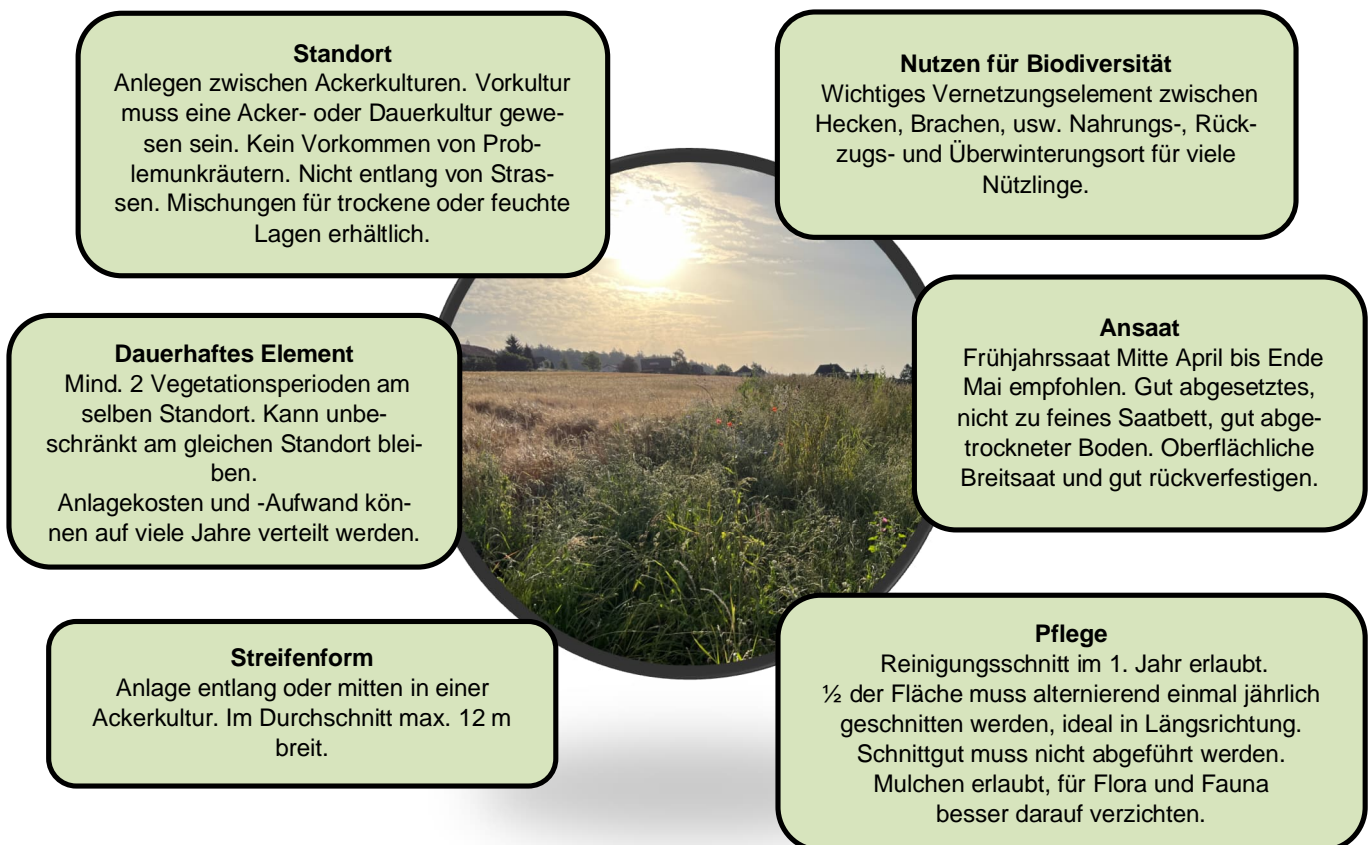 Standort
Anlegen zwischen Ackerkulturen. Vorkultur
muss eine Acker- oder Dauerkultur gewe-
sen sein. Kein Vorkommen von Prob-
lemunkräutern. Nicht entlang von Stras-
sen. Mischungen für trockene oder feuchte
Lagen erhältlich.
Nutzen für Biodiversität
Wichtiges Vernetzungselement zwischen
Hecken, Brachen, usw. Nahrungs-, Rück-
zugs- und Überwinterungsort für viele
Nützlinge.
Dauerhaftes Element
Mind. 2 Vegetationsperioden am
selben Standort. Kann unbe-
schränkt am gleichen Standort blei-
ben.
Anlagekosten und -Aufwand kön-
nen auf viele Jahre verteilt werden.
Ansaat
Frühjahrssaat Mitte April bis Ende
Mai empfohlen. Gut abgesetztes,
nicht zu feines Saatbett, gut abge-
trockneter Boden. Oberflächliche
Breitsaat und gut rückverfestigen.
Streifenform
Anlage entlang oder mitten in einer
Ackerkultur. Im Durchschnitt max. 12 m
breit.
Pflege
Reinigungsschnitt im 1. Jahr erlaubt.
½ der Fläche muss alternierend einmal jährlich
geschnitten werden, ideal in Längsrichtung.
Schnittgut muss nicht abgeführt werden.
Mulchen erlaubt, für Flora und Fauna
besser darauf verzichten.